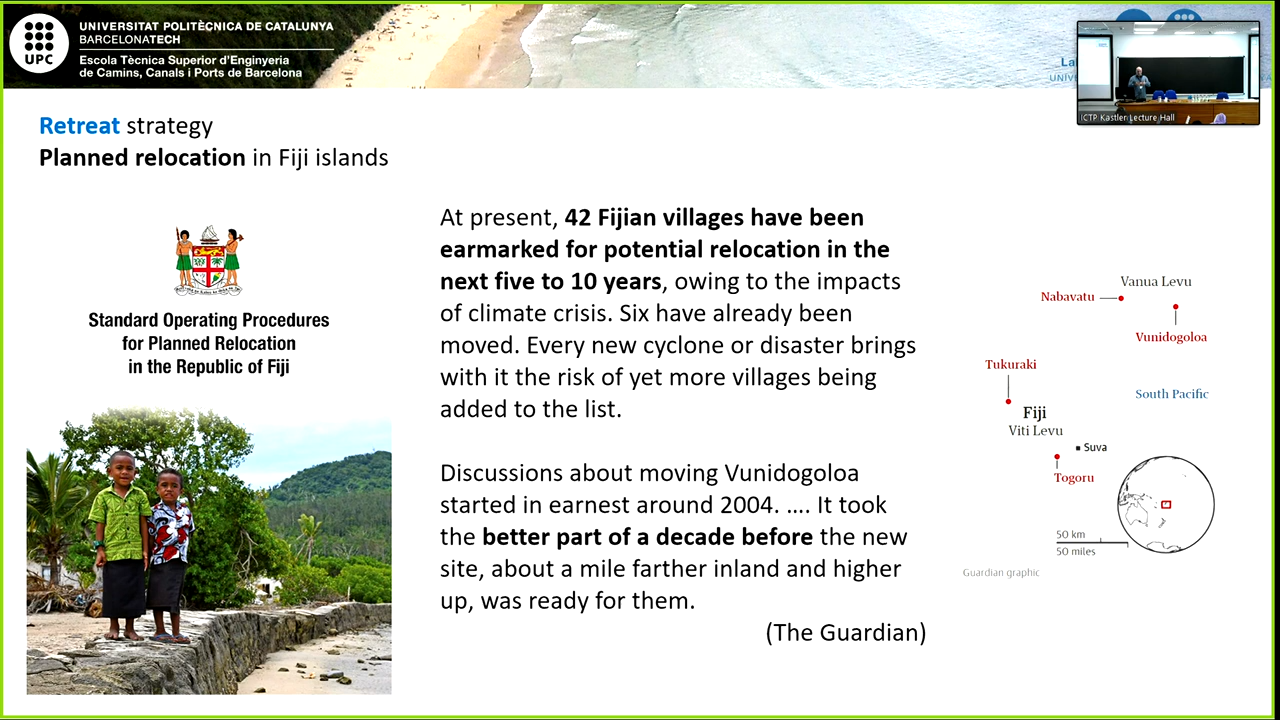 UNIVERSITAT POLITÈCNICA DE CATALUNYA
BARCELONATECH
UPC
Escola Tècnica Superior d'Enginyeria
de Camins, Canals i Ports de Barcelona
ICTP Kastler Lecture Hall
Retreat strategy
Planned relocation in Fiji islands
Standard Operating Procedures
for Planned Relocation
in the Republic of Fiji
At present, 42 Fijian villages have been
earmarked for potential relocation in the
next five to 10 years, owing to the impacts
of climate crisis. Six have already been
moved. Every new cyclone or disaster brings
with it the risk of yet more villages being
added to the list.
Discussions about moving Vunidogoloa
started in earnest around 2004. .... It took
the better part of a decade before the new
site, about a mile farther inland and higher
up, was ready for them.
(The Guardian)
Vanua Levu
Nabavatu
Vunidogoloa
Tukuraki
South Pacific
Fiji
Viti Levu
Suva
Togoru
50 km
50 miles
Guardian graphic